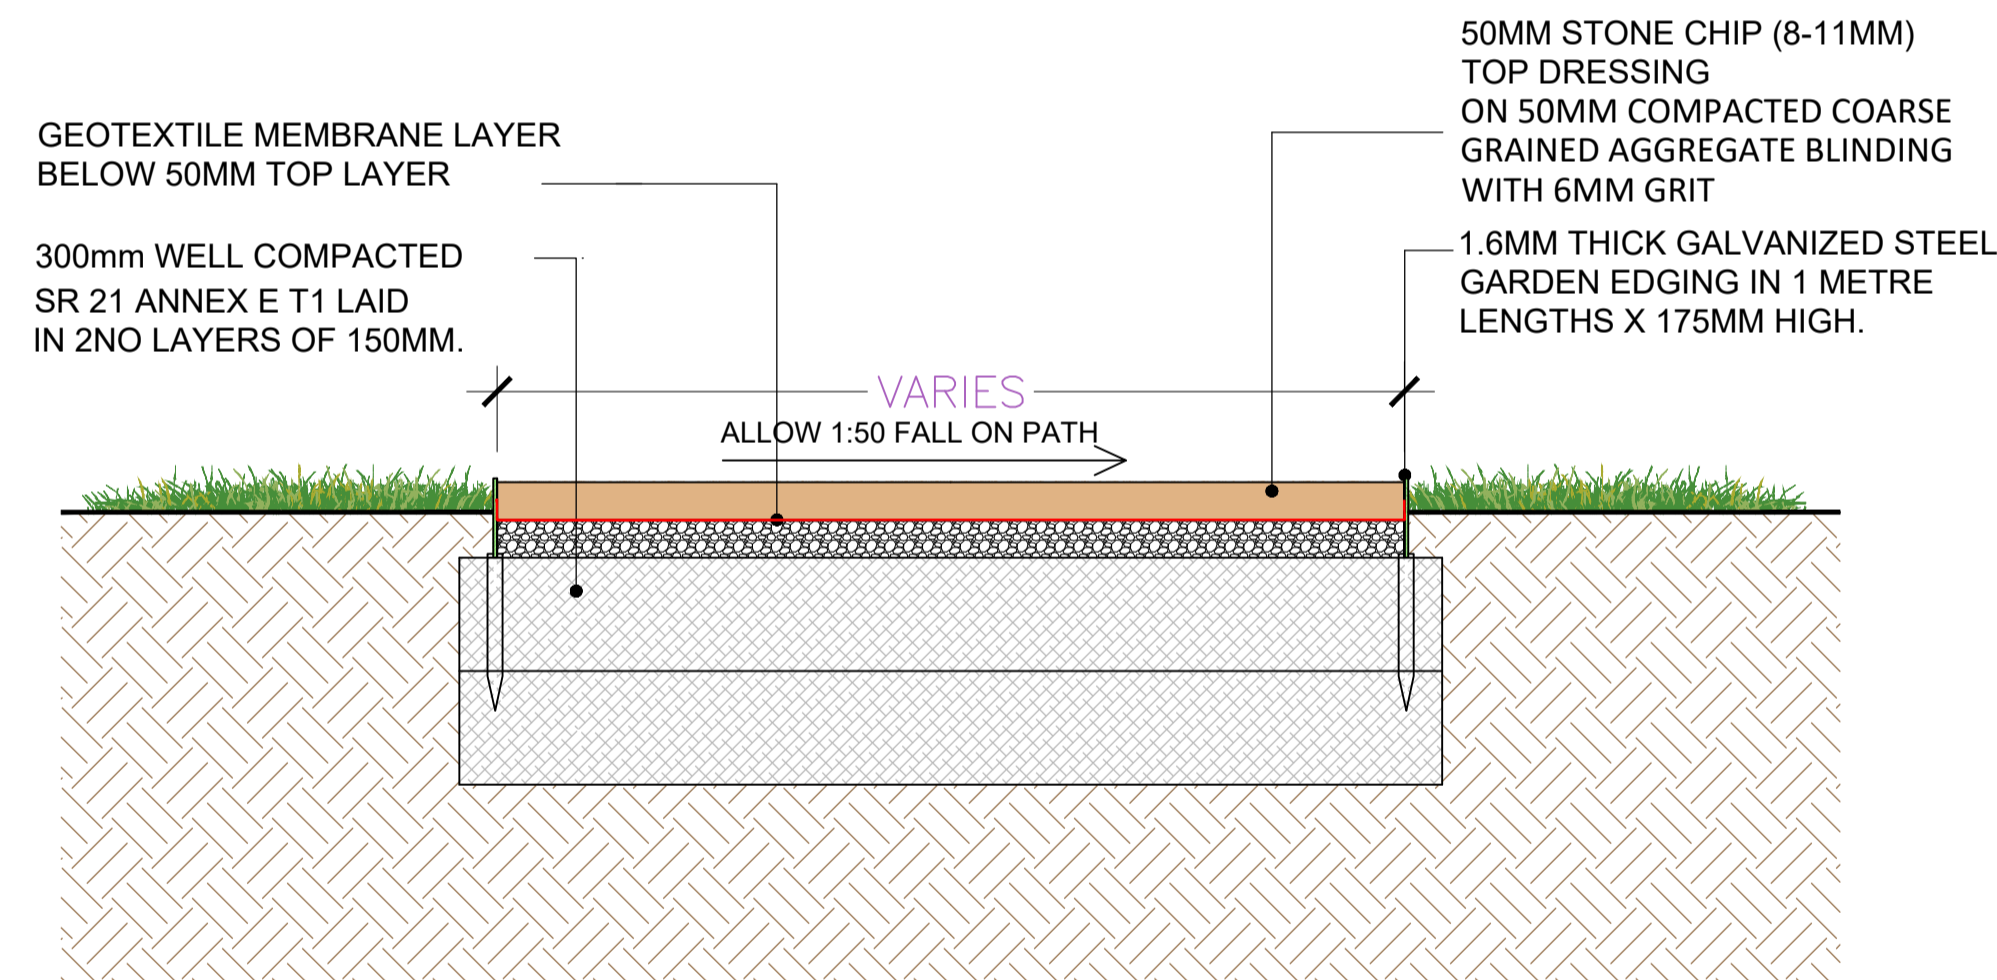 GEOTEXTILE MEMBRANE LAYER
BELOW 50MM TOP LAYER
300mm WELL COMPACTED
SR 21 ANNEX E T1 LAID
IN 2NO LAYERS OF 150MM.
50MM STONE CHIP (8-11MM)
TOP DRESSING
ON 50MM COMPACTED COARSE
GRAINED AGGREGATE BLINDING
WITH 6MM GRIT
1.6MM THICK GALVANIZED STEEL
GARDEN EDGING IN 1 METRE
LENGTHS X 175MM HIGH.
VARIES
ALLOW 1:50 FALL ON PATH